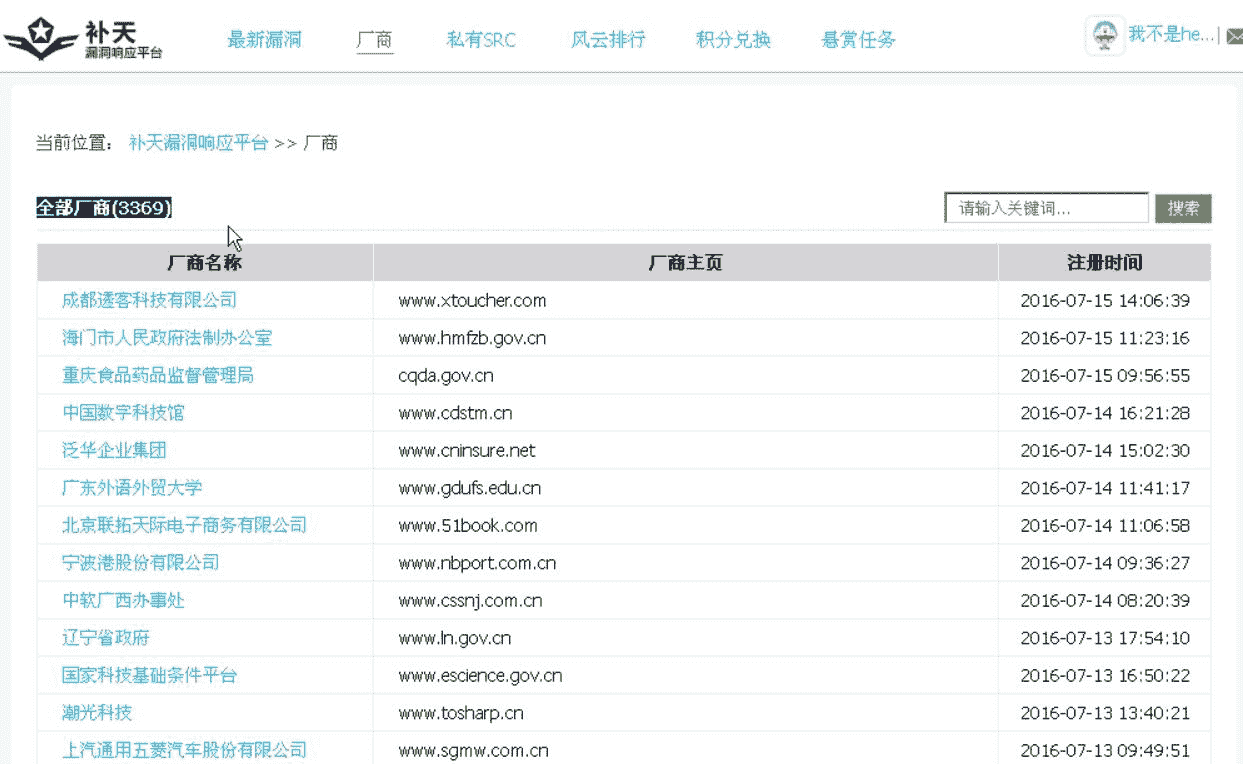 补天
漏洞响应平台
最新漏洞 厂商 私有SRC 风云排行 积分兑换 悬赏任务 我不是he...|
当前位置： 补天漏洞响应平台 >> 厂商
全部厂商(3369) 请输入关键词... 搜索
厂商名称 厂商主页 注册时间
成都透客科技有限公司 www.xtoucher.com 2016-07-15 14:06:39
海门市人民政府法制办公室 www.hmfzb.gov.cn 2016-07-15 11:23:16
重庆食品药品监督管理局 cqda.gov.cn 2016-07-15 09:56:55
中国数字科技馆 www.cdstm.cn 2016-07-14 16:21:28
泛华企业集团 www.cninsure.net 2016-07-14 15:02:30
广东外语外贸大学 www.gdufs.edu.cn 2016-07-14 11:41:17
北京联拓天际电子商务有限公司 www.51book.com 2016-07-14 11:06:58
宁波港股份有限公司 www.nbport.com.cn 2016-07-14 09:36:27
中软广西办事处 www.cssnj.com.cn 2016-07-14 08:20:39
辽宁省政府 www.ln.gov.cn 2016-07-13 17:54:10
国家科技基础条件平台 www.escience.gov.cn 2016-07-13 16:50:22
潮光科技 www.tosharp.cn 2016-07-13 13:40:21
上汽通用五菱汽车股份有限公司 www.sgmw.com.cn 2016-07-13 09:49:51